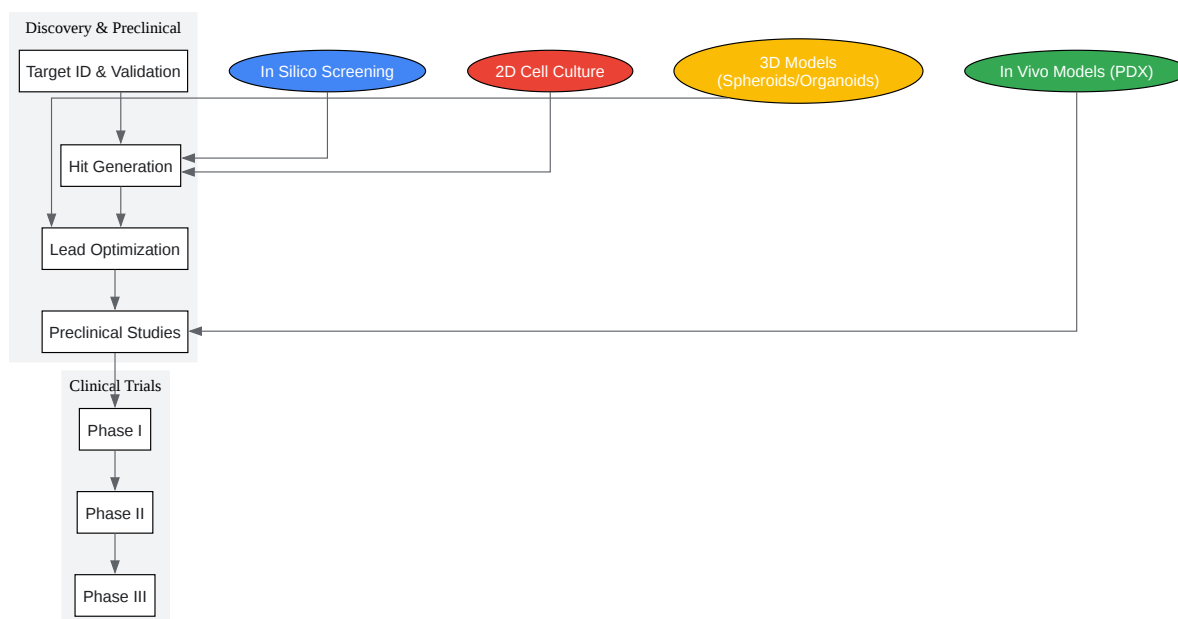 Discovery & Preclinical
Target ID & Validation
In Silico Screening
2D Cell Culture
3D Models
(Spheroids/Organoids)
In Vivo Models (PDX)
Hit Generation
Lead Optimization
Preclinical Studies
Clinical Trials
Phase I
Phase II
Phase III